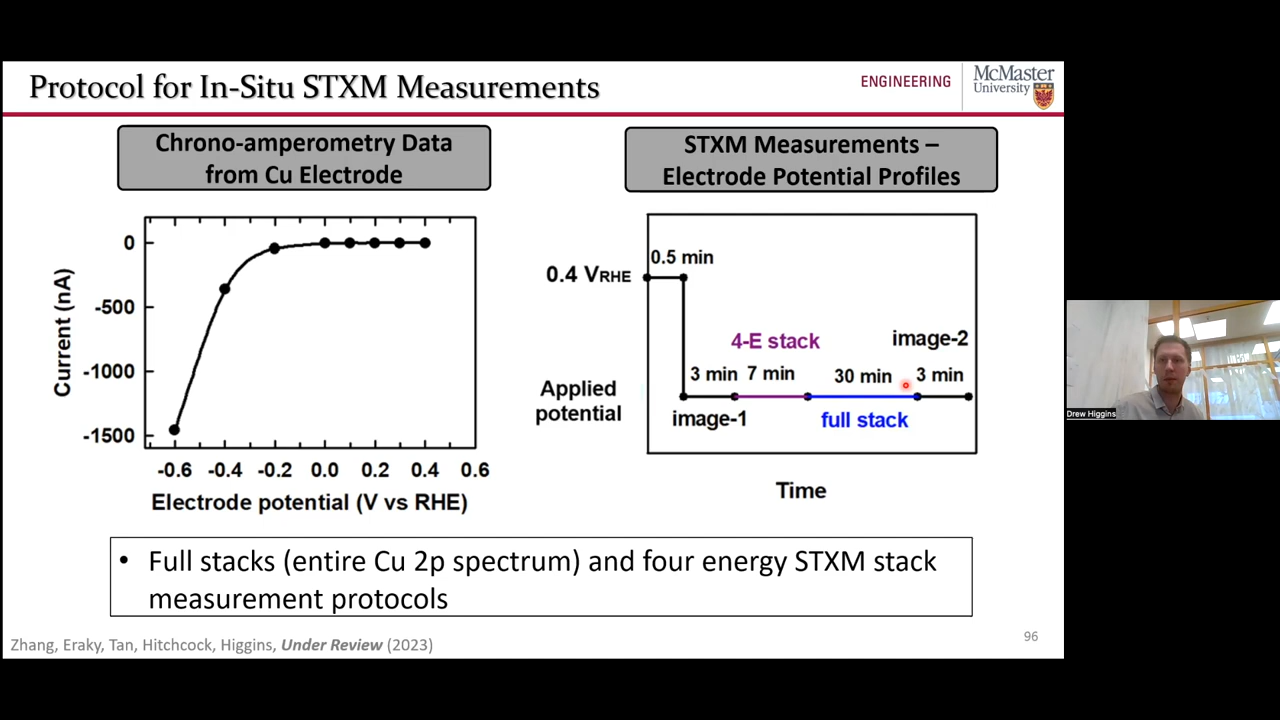 Protocol for In-Situ STXM Measurements
ENGINEERING
McMaster
University
Chrono-amperometry Data
from Cu Electrode
STXM Measurements –
Electrode Potential Profiles
Current (nA)
0
-500
-1000
-1500
-0.6 -0.4 -0.2 0.0 0.2 0.4 0.6
Electrode potential (V vs RHE)
0.4 VRHE
0.5 min
4-E stack
image-2
3 min 7 min 30 min 3 min
Applied
potential
image-1
full stack
Time
• Full stacks (entire Cu 2p spectrum) and four energy STXM stack
measurement protocols
Zhang, Eraky, Tan, Hitchcock, Higgins, Under Review (2023)
96
Drew Higgins